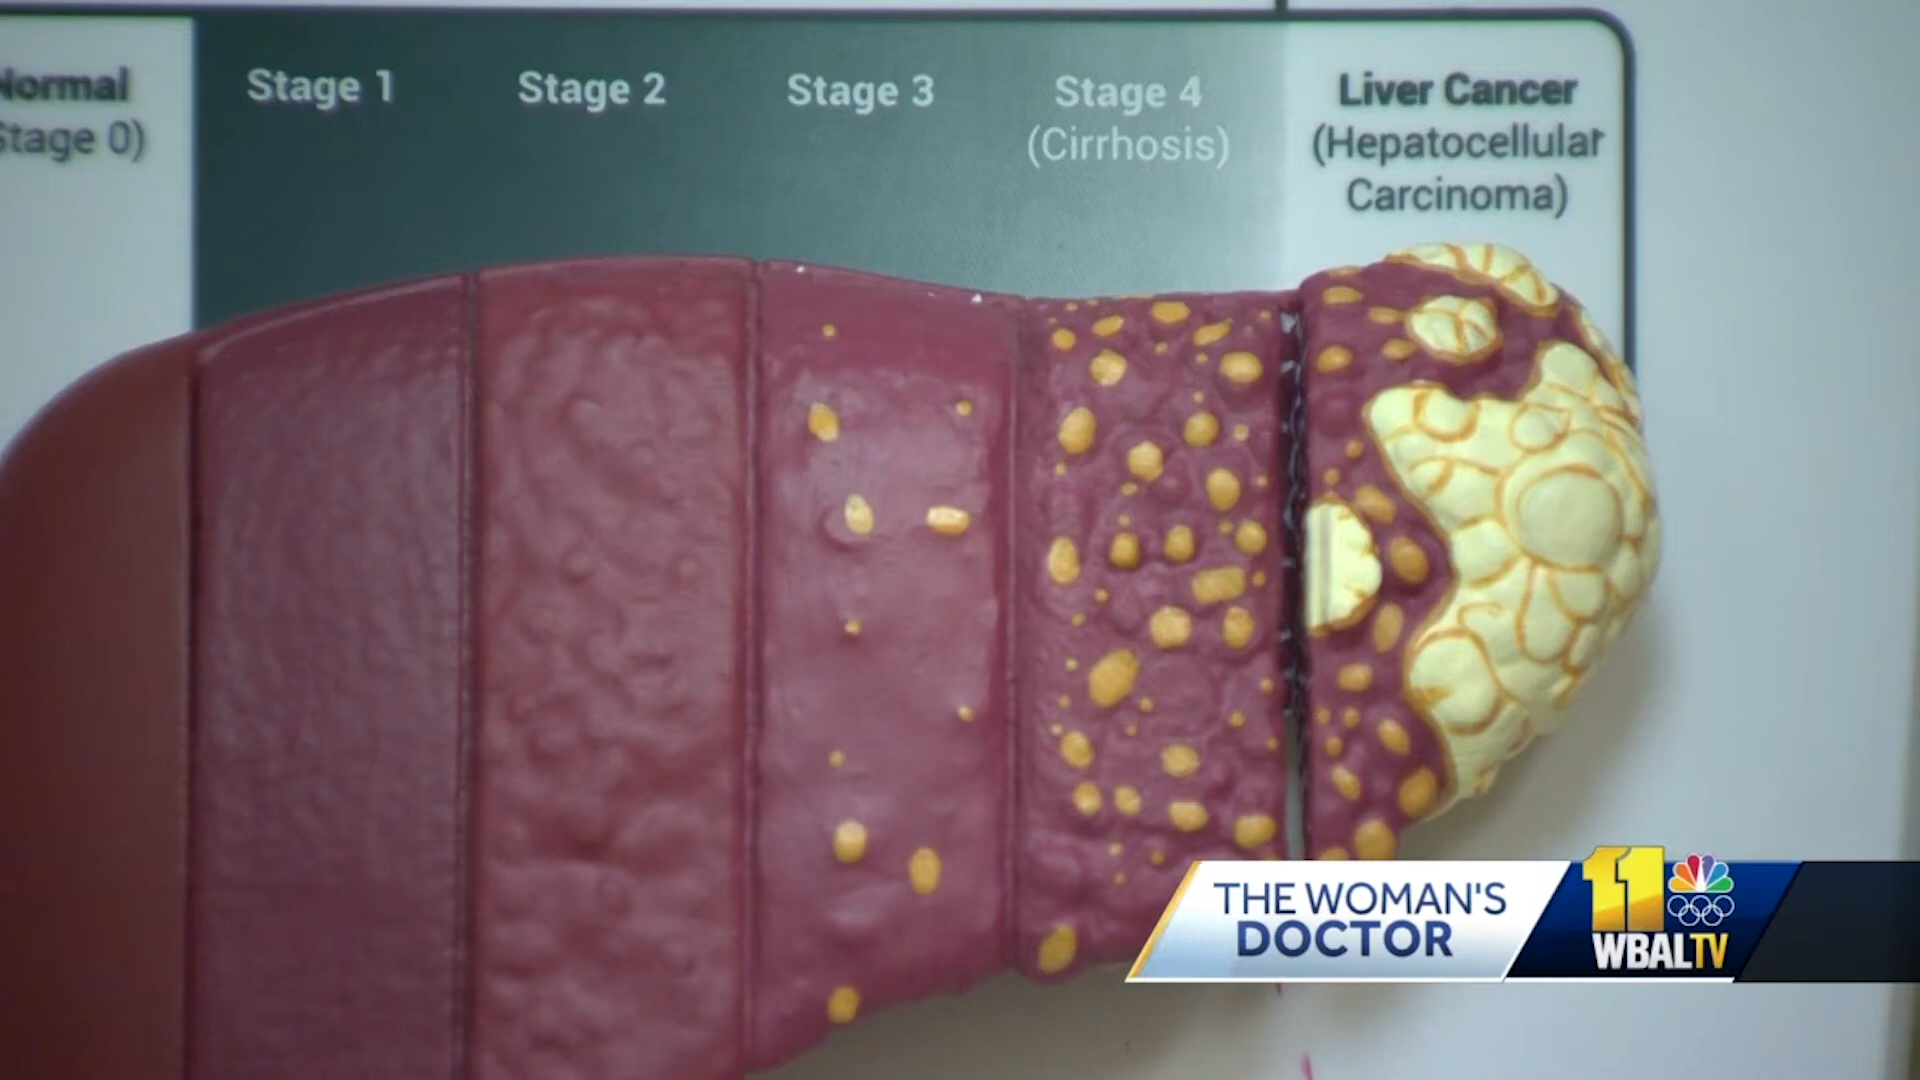 Normal
Stage 0)
Stage 1
Stage 2
Stage 3
Stage 4
(Cirrhosis)
Liver Cancer
(Hepatocellular
Carcinoma)
THE WOMAN'S
DOCTOR
11
WBALTV